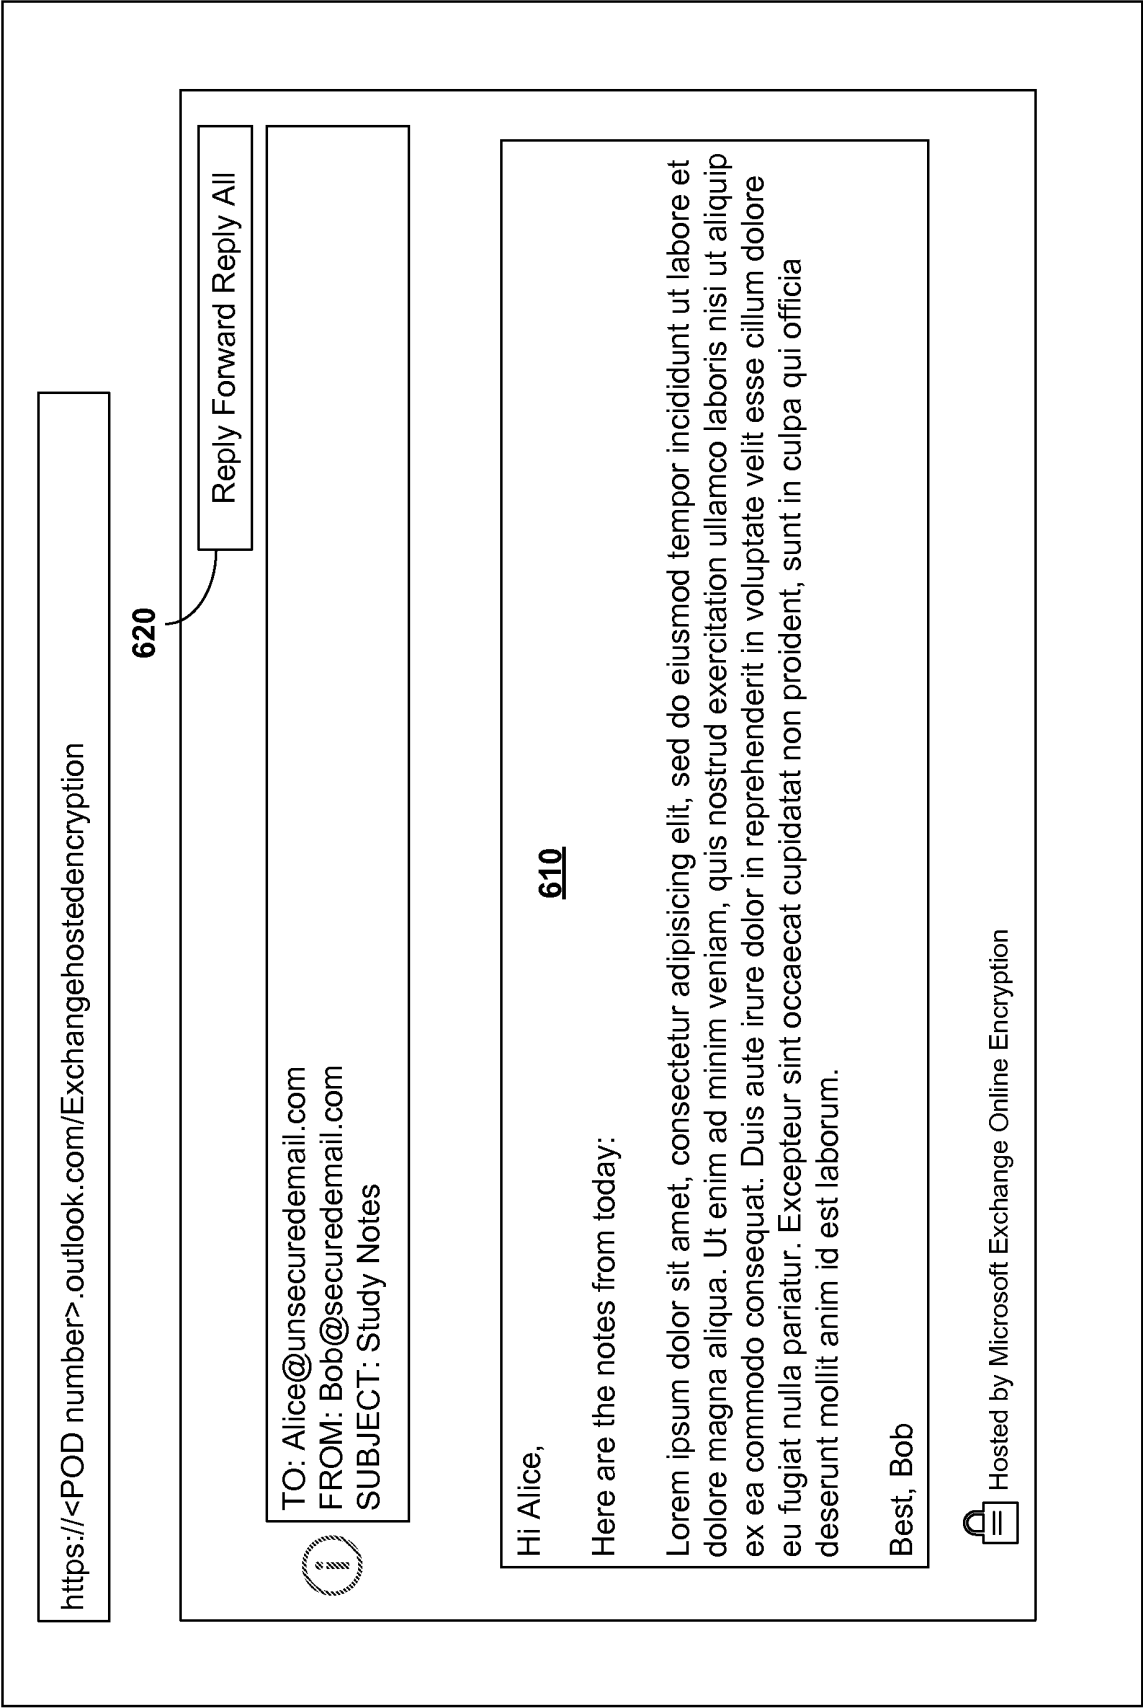 https://<POD number>.outlook.com/Exchangehostedencryption
620
Reply Forward Reply All
TO: Alice@unsecuredemail.com
FROM: Bob@securedemail.com
SUBJECT: Study Notes
i
Hi Alice,
610
Here are the notes from today:
Lorem ipsum dolor sit amet, consectetur adipisicing elit, sed do eiusmod tempor incididunt ut labore et
dolore magna aliqua. Ut enim ad minim veniam, quis nostrud exercitation ullamco laboris nisi ut aliquip
ex ea commodo consequat. Duis aute irure dolor in reprehenderit in voluptate velit esse cillum dolore
eu fugiat nulla pariatur. Excepteur sint occaecat cupidatat non proident, sunt in culpa qui officia
deserunt mollit anim id est laborum.
Best, Bob
Hosted by Microsoft Exchange Online Encryption